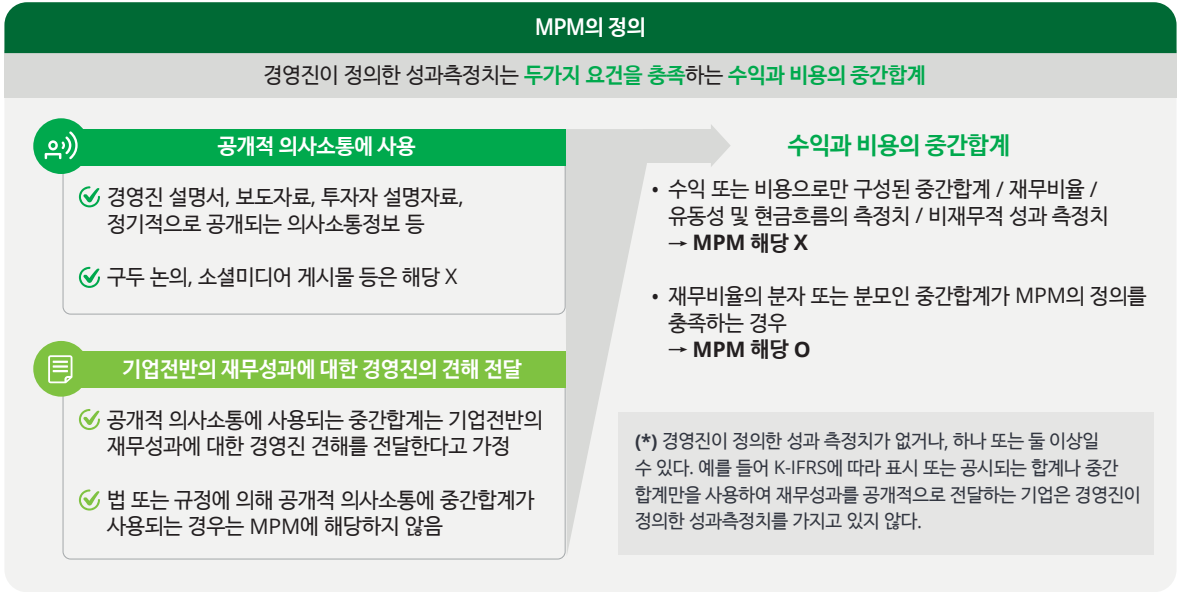 MPM의 정의
경영진이 정의한 성과측정치는 두가지 요건을 충족하는 수익과 비용의 중간합계
공개적 의사소통에 사용
경영진 설명서, 보도자료, 투자자 설명자료,
정기적으로 공개되는 의사소통정보 등
구두 논의, 소셜미디어 게시물 등은 해당 X
기업전반의 재무성과에 대한 경영진의 견해 전달
공개적 의사소통에 사용되는 중간합계는 기업전반의
재무성과에 대한 경영진 견해를 전달한다고 가정
법 또는 규정에 의해 공개적 의사소통에 중간합계가
사용되는 경우는 MPM에 해당하지 않음
수익과 비용의 중간합계
• 수익 또는 비용으로만 구성된 중간합계 / 재무비율 /
유동성 및 현금흐름의 측정치 / 비재무적 성과 측정치
→ MPM 해당 X
• 재무비율의 분자 또는 분모인 중간합계가 MPM의 정의를
충족하는 경우
→ MPM 해당 O
(*) 경영진이 정의한 성과 측정치가 없거나, 하나 또는 둘 이상일
수 있다. 예를 들어 K-IFRS에 따라 표시 또는 공시되는 합계나 중간
합계만을 사용하여 재무성과를 공개적으로 전달하는 기업은 경영진이
정의한 성과측정치를 가지고 있지 않다.